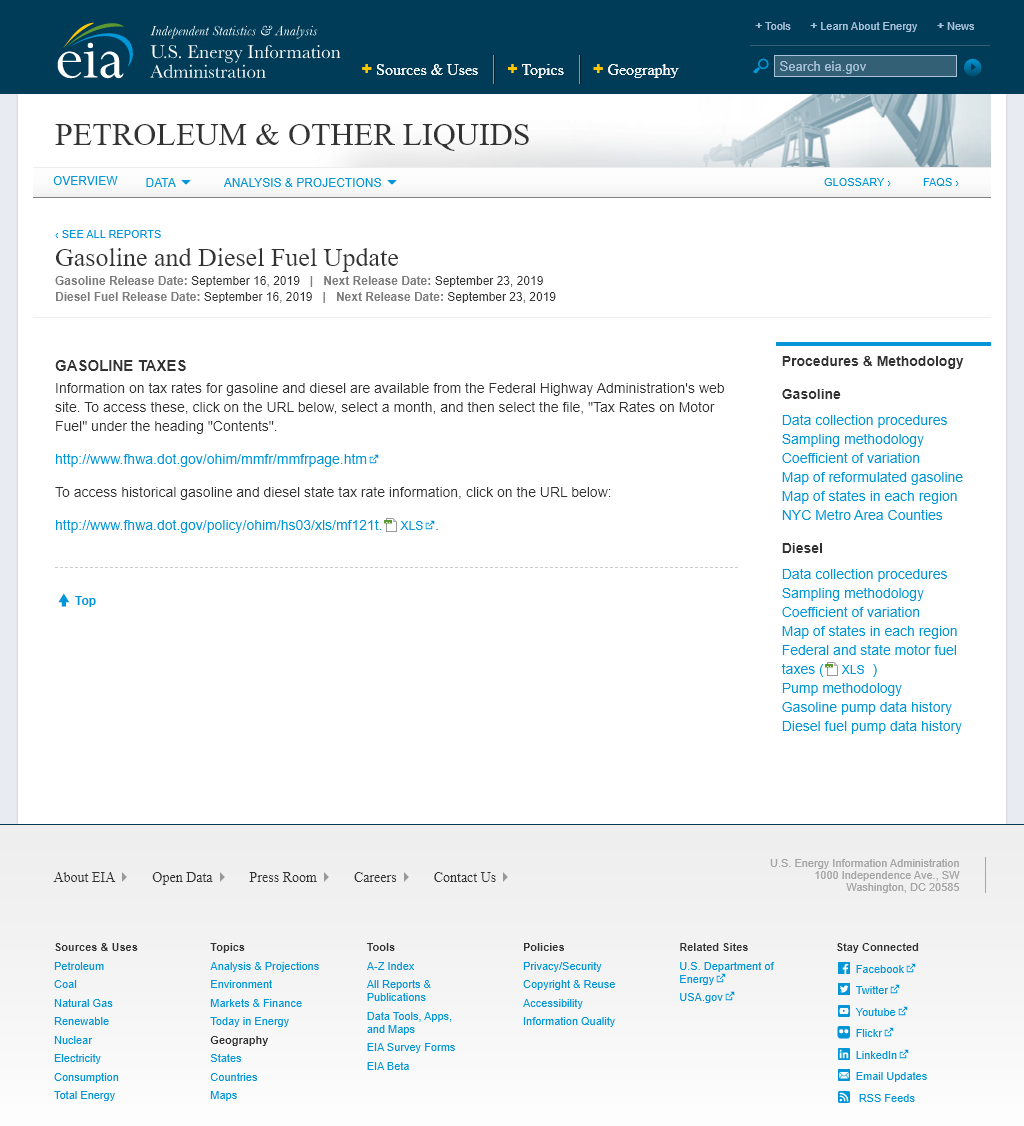 + Tools + Learn About Energy + News
eia
Independent Statistics & Analysis
U.S. Energy Information
Administration
+ Sources & Uses + Topics + Geography
Search eia.gov
PETROLEUM & OTHER LIQUIDS
OVERVIEW DATA ANALYSIS & PROJECTIONS GLOSSARY › FAQS ›
‹ SEE ALL REPORTS
Gasoline and Diesel Fuel Update
Gasoline Release Date: September 16, 2019 | Next Release Date: September 23, 2019
Diesel Fuel Release Date: September 16, 2019 | Next Release Date: September 23, 2019
GASOLINE TAXES
Information on tax rates for gasoline and diesel are available from the Federal Highway Administration's web
site. To access these, click on the URL below, select a month, and then select the file, "Tax Rates on Motor
Fuel" under the heading "Contents".
http://www.fhwa.dot.gov/ohim/mmfr/mmfrpage.htm
To access historical gasoline and diesel state tax rate information, click on the URL below:
http://www.fhwa.dot.gov/policy/ohim/hs03/xls/mf121t. XLS.
Top
Procedures & Methodology
Gasoline
Data collection procedures
Sampling methodology
Coefficient of variation
Map of reformulated gasoline
Map of states in each region
NYC Metro Area Counties
Diesel
Data collection procedures
Sampling methodology
Coefficient of variation
Map of states in each region
Federal and state motor fuel
taxes ( XLS )
Pump methodology
Gasoline pump data history
Diesel fuel pump data history
About EIA Open Data Press Room Careers Contact Us
U.S. Energy Information Administration
1000 Independence Ave., SW
Washington, DC 20585
Sources & Uses
Petroleum
Coal
Natural Gas
Renewable
Nuclear
Electricity
Consumption
Total Energy
Topics
Analysis & Projections
Environment
Markets & Finance
Today in Energy
Geography
States
Countries
Maps
Tools
A-Z Index
All Reports &
Publications
Data Tools, Apps,
and Maps
EIA Survey Forms
EIA Beta
Policies
Privacy/Security
Copyright & Reuse
Accessibility
Information Quality
Related Sites
U.S. Department of
Energy
USA.gov
Stay Connected
Facebook
Twitter
Youtube
Flickr
LinkedIn
Email Updates
RSS Feeds